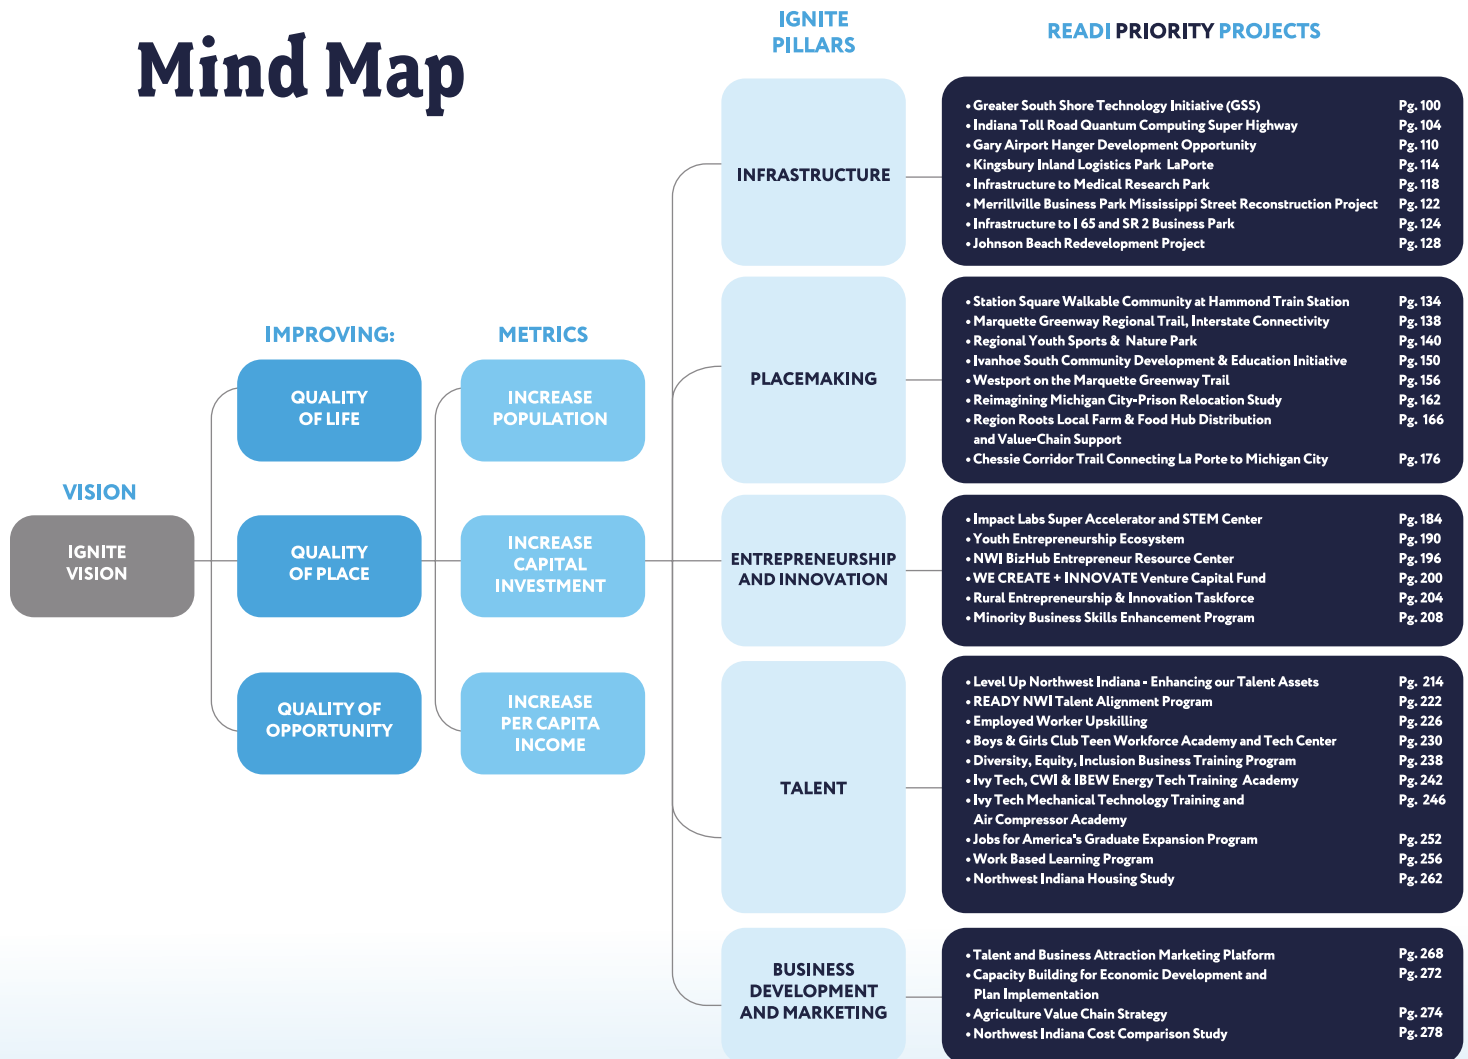 Mind Map
IGNITE
PILLARS
READI PRIORITY PROJECTS
VISION
IGNITE
VISION
IMPROVING:
QUALITY
OF LIFE
QUALITY
OF PLACE
QUALITY OF
OPPORTUNITY
METRICS
INCREASE
POPULATION
INCREASE
CAPITAL
INVESTMENT
INCREASE
PER CAPITA
INCOME
INFRASTRUCTURE
• Greater South Shore Technology Initiative (GSS) Pg. 100
• Indiana Toll Road Quantum Computing Super Highway Pg. 104
• Gary Airport Hanger Development Opportunity Pg. 110
• Kingsbury Inland Logistics Park LaPorte Pg. 114
• Infrastructure to Medical Research Park Pg. 118
• Merrillville Business Park Mississippi Street Reconstruction Project Pg. 122
• Infrastructure to I 65 and SR 2 Business Park Pg. 124
• Johnson Beach Redevelopment Project Pg. 128
PLACEMAKING
• Station Square Walkable Community at Hammond Train Station Pg. 134
• Marquette Greenway Regional Trail, Interstate Connectivity Pg. 138
• Regional Youth Sports & Nature Park Pg. 140
• Ivanhoe South Community Development & Education Initiative Pg. 150
• Westport on the Marquette Greenway Trail Pg. 156
• Reimagining Michigan City-Prison Relocation Study Pg. 162
• Region Roots Local Farm & Food Hub Distribution Pg. 166
and Value-Chain Support
• Chessie Corridor Trail Connecting La Porte to Michigan City Pg. 176
ENTREPRENEURSHIP
AND INNOVATION
• Impact Labs Super Accelerator and STEM Center Pg. 184
• Youth Entrepreneurship Ecosystem Pg. 190
• NWI BizHub Entrepreneur Resource Center Pg. 196
• WE CREATE + INNOVATE Venture Capital Fund Pg. 200
• Rural Entrepreneurship & Innovation Taskforce Pg. 204
• Minority Business Skills Enhancement Program Pg. 208
TALENT
• Level Up Northwest Indiana - Enhancing our Talent Assets Pg. 214
• READY NWI Talent Alignment Program Pg. 222
• Employed Worker Upskilling Pg. 226
• Boys & Girls Club Teen Workforce Academy and Tech Center Pg. 230
• Diversity, Equity, Inclusion Business Training Program Pg. 238
• Ivy Tech, CWI & IBEW Energy Tech Training Academy Pg. 242
• Ivy Tech Mechanical Technology Training and Pg. 246
Air Compressor Academy
• Jobs for America's Graduate Expansion Program Pg. 252
• Work Based Learning Program Pg. 256
• Northwest Indiana Housing Study Pg. 262
BUSINESS
DEVELOPMENT
AND MARKETING
• Talent and Business Attraction Marketing Platform Pg. 268
• Capacity Building for Economic Development and Pg. 272
Plan Implementation
• Agriculture Value Chain Strategy Pg. 274
• Northwest Indiana Cost Comparison Study Pg. 278